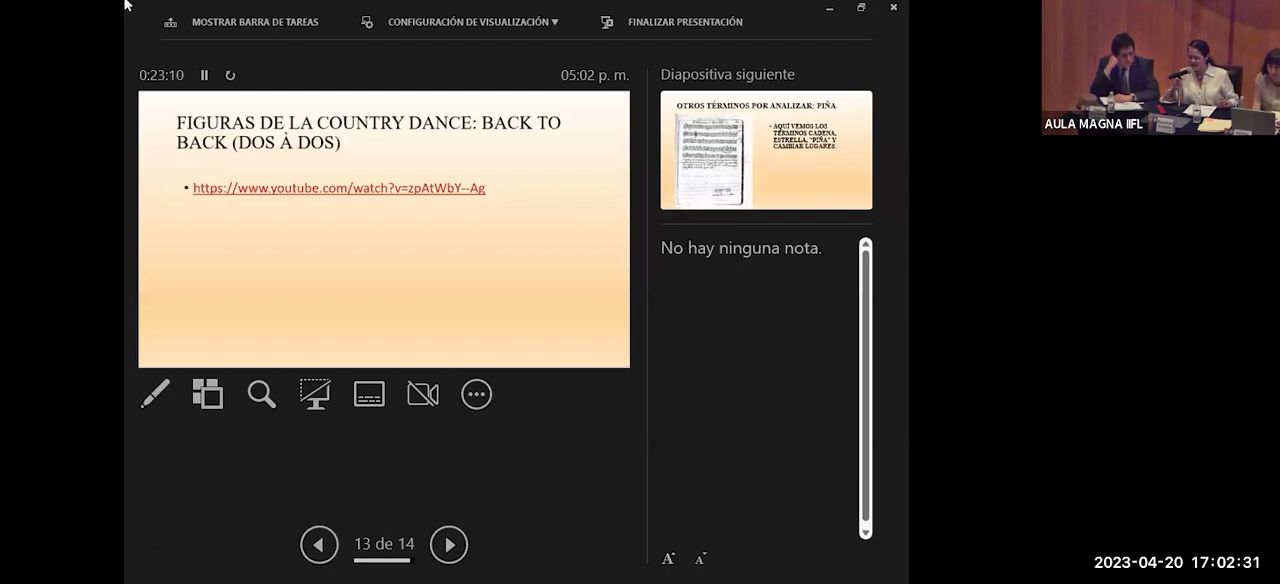 MOSTRAR BARRA DE TAREAS
CONFIGURACIÓN DE VISUALIZACIÓN ▼
FINALIZAR PRESENTACIÓN
0:23:10
05:02 p. m.
FIGURAS DE LA COUNTRY DANCE: BACK TO
BACK (DOS À DOS)
• https://www.youtube.com/watch?v=zpAtWbY--Ag
13 de 14
Diapositiva siguiente
OTROS TÉRMINOS POR ANALIZAR: PIÑA
• AQUÍ VEMOS LOS
TÉRMINOS CADENA,
ESTRELLA, "PIÑA" Y
CAMBIAR LUGARES.
No hay ninguna nota.
A A
AULA MAGNA IIFL
2023-04-20 17:02:31